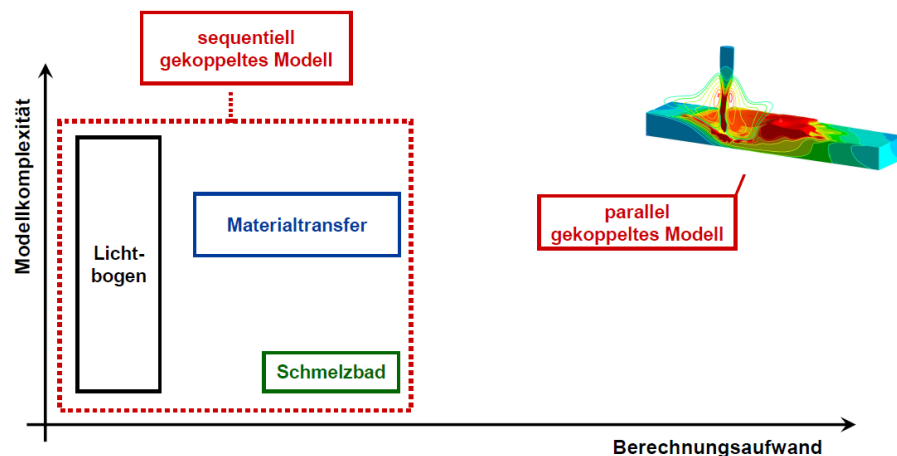 sequentiell
gekoppeltes Modell
Modellkomplexität
Licht-
bogen
Materialtransfer
Schmelzbad
parallel
gekoppeltes Modell
Berechnungsaufwand